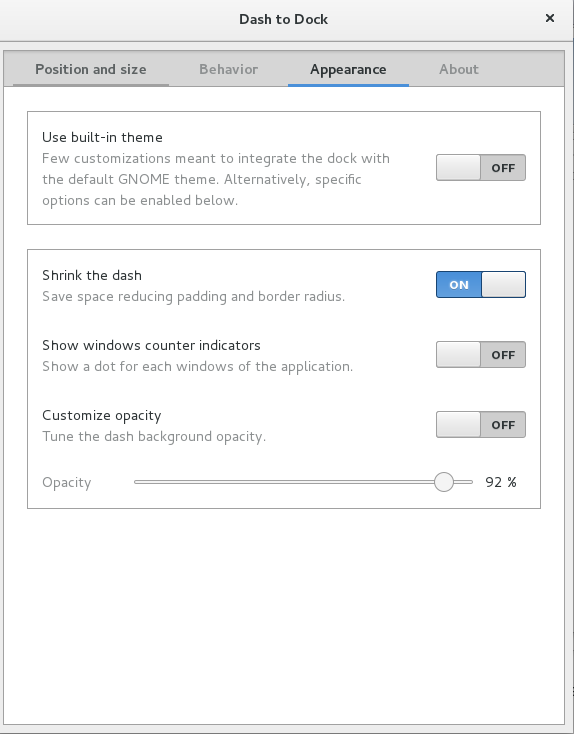 Dash to Dock
Position and size
Behavior
Appearance
About
Use built-in theme
Few customizations meant to integrate the dock with
the default GNOME theme. Alternatively, specific
options can be enabled below.
OFF
Shrink the dash
Save space reducing padding and border radius.
ON
Show windows counter indicators
Show a dot for each windows of the application.
OFF
Customize opacity
Tune the dash background opacity.
OFF
Opacity
92 %